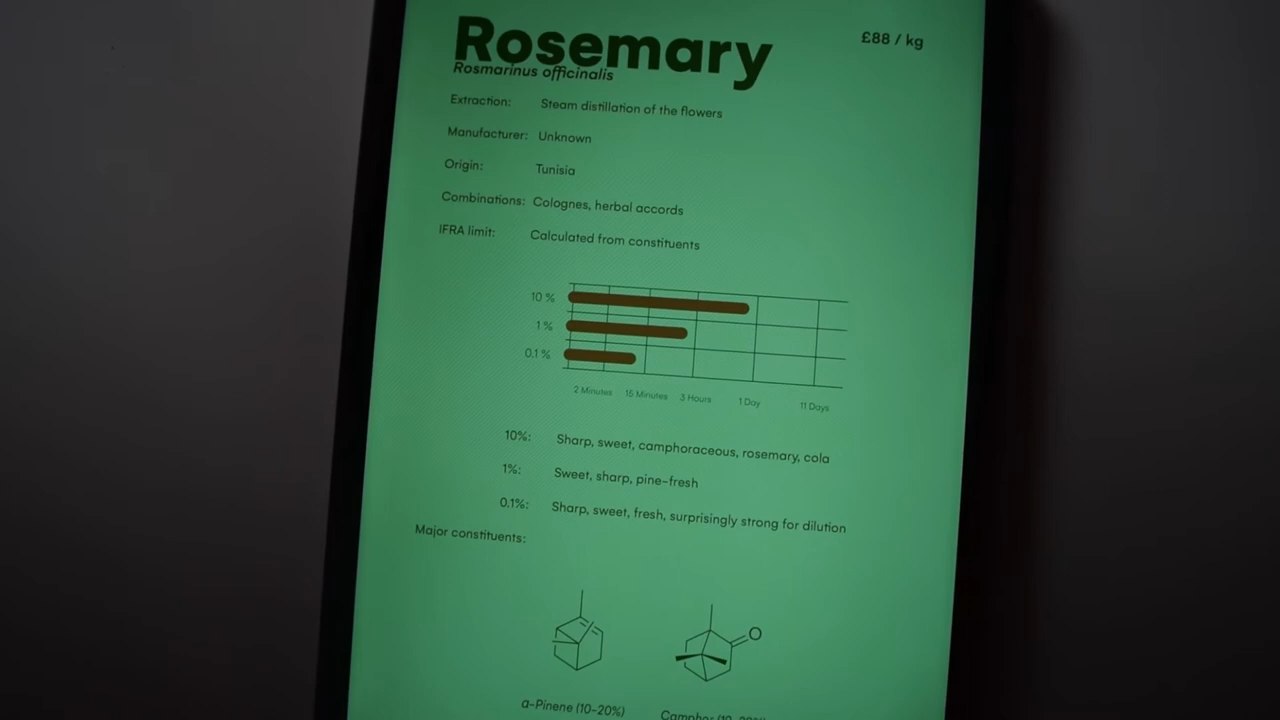 Rosemary
£88 / kg
Rosmarinus officinalis
Extraction: Steam distillation of the flowers
Manufacturer: Unknown
Origin: Tunisia
Combinations: Colognes, herbal accords
IFRA limit: Calculated from constituents
10 %
1 %
0.1 %
2 Minutes 15 Minutes 3 Hours 1 Day 11 Days
10%: Sharp, sweet, camphoraceous, rosemary, cola
1%: Sweet, sharp, pine-fresh
0.1%: Sharp, sweet, fresh, surprisingly strong for dilution
Major constituents:
O
α-Pinene (10-20%) Camphor